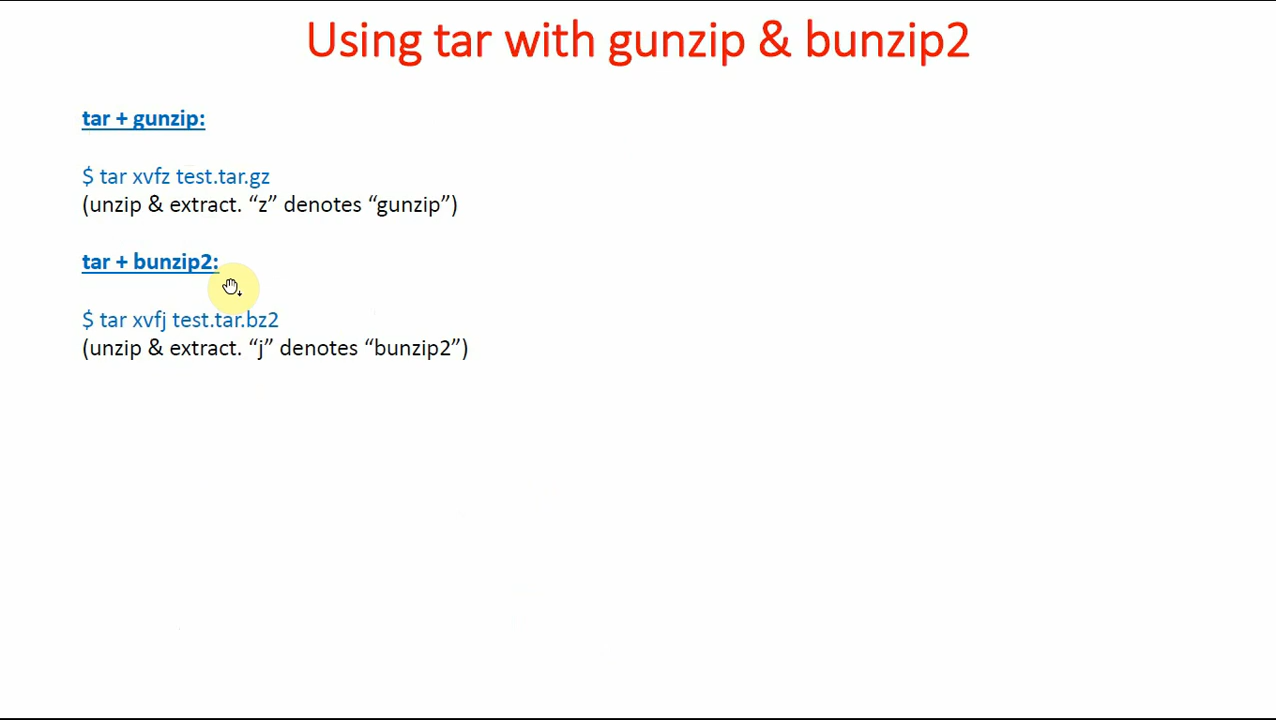 Using tar with gunzip & bunzip2
tar + gunzip:
$ tar xvfz test.tar.gz
(unzip & extract. “z” denotes “gunzip”)
tar + bunzip2:
$ tar xvfj test.tar.bz2
(unzip & extract. “j” denotes “bunzip2”)